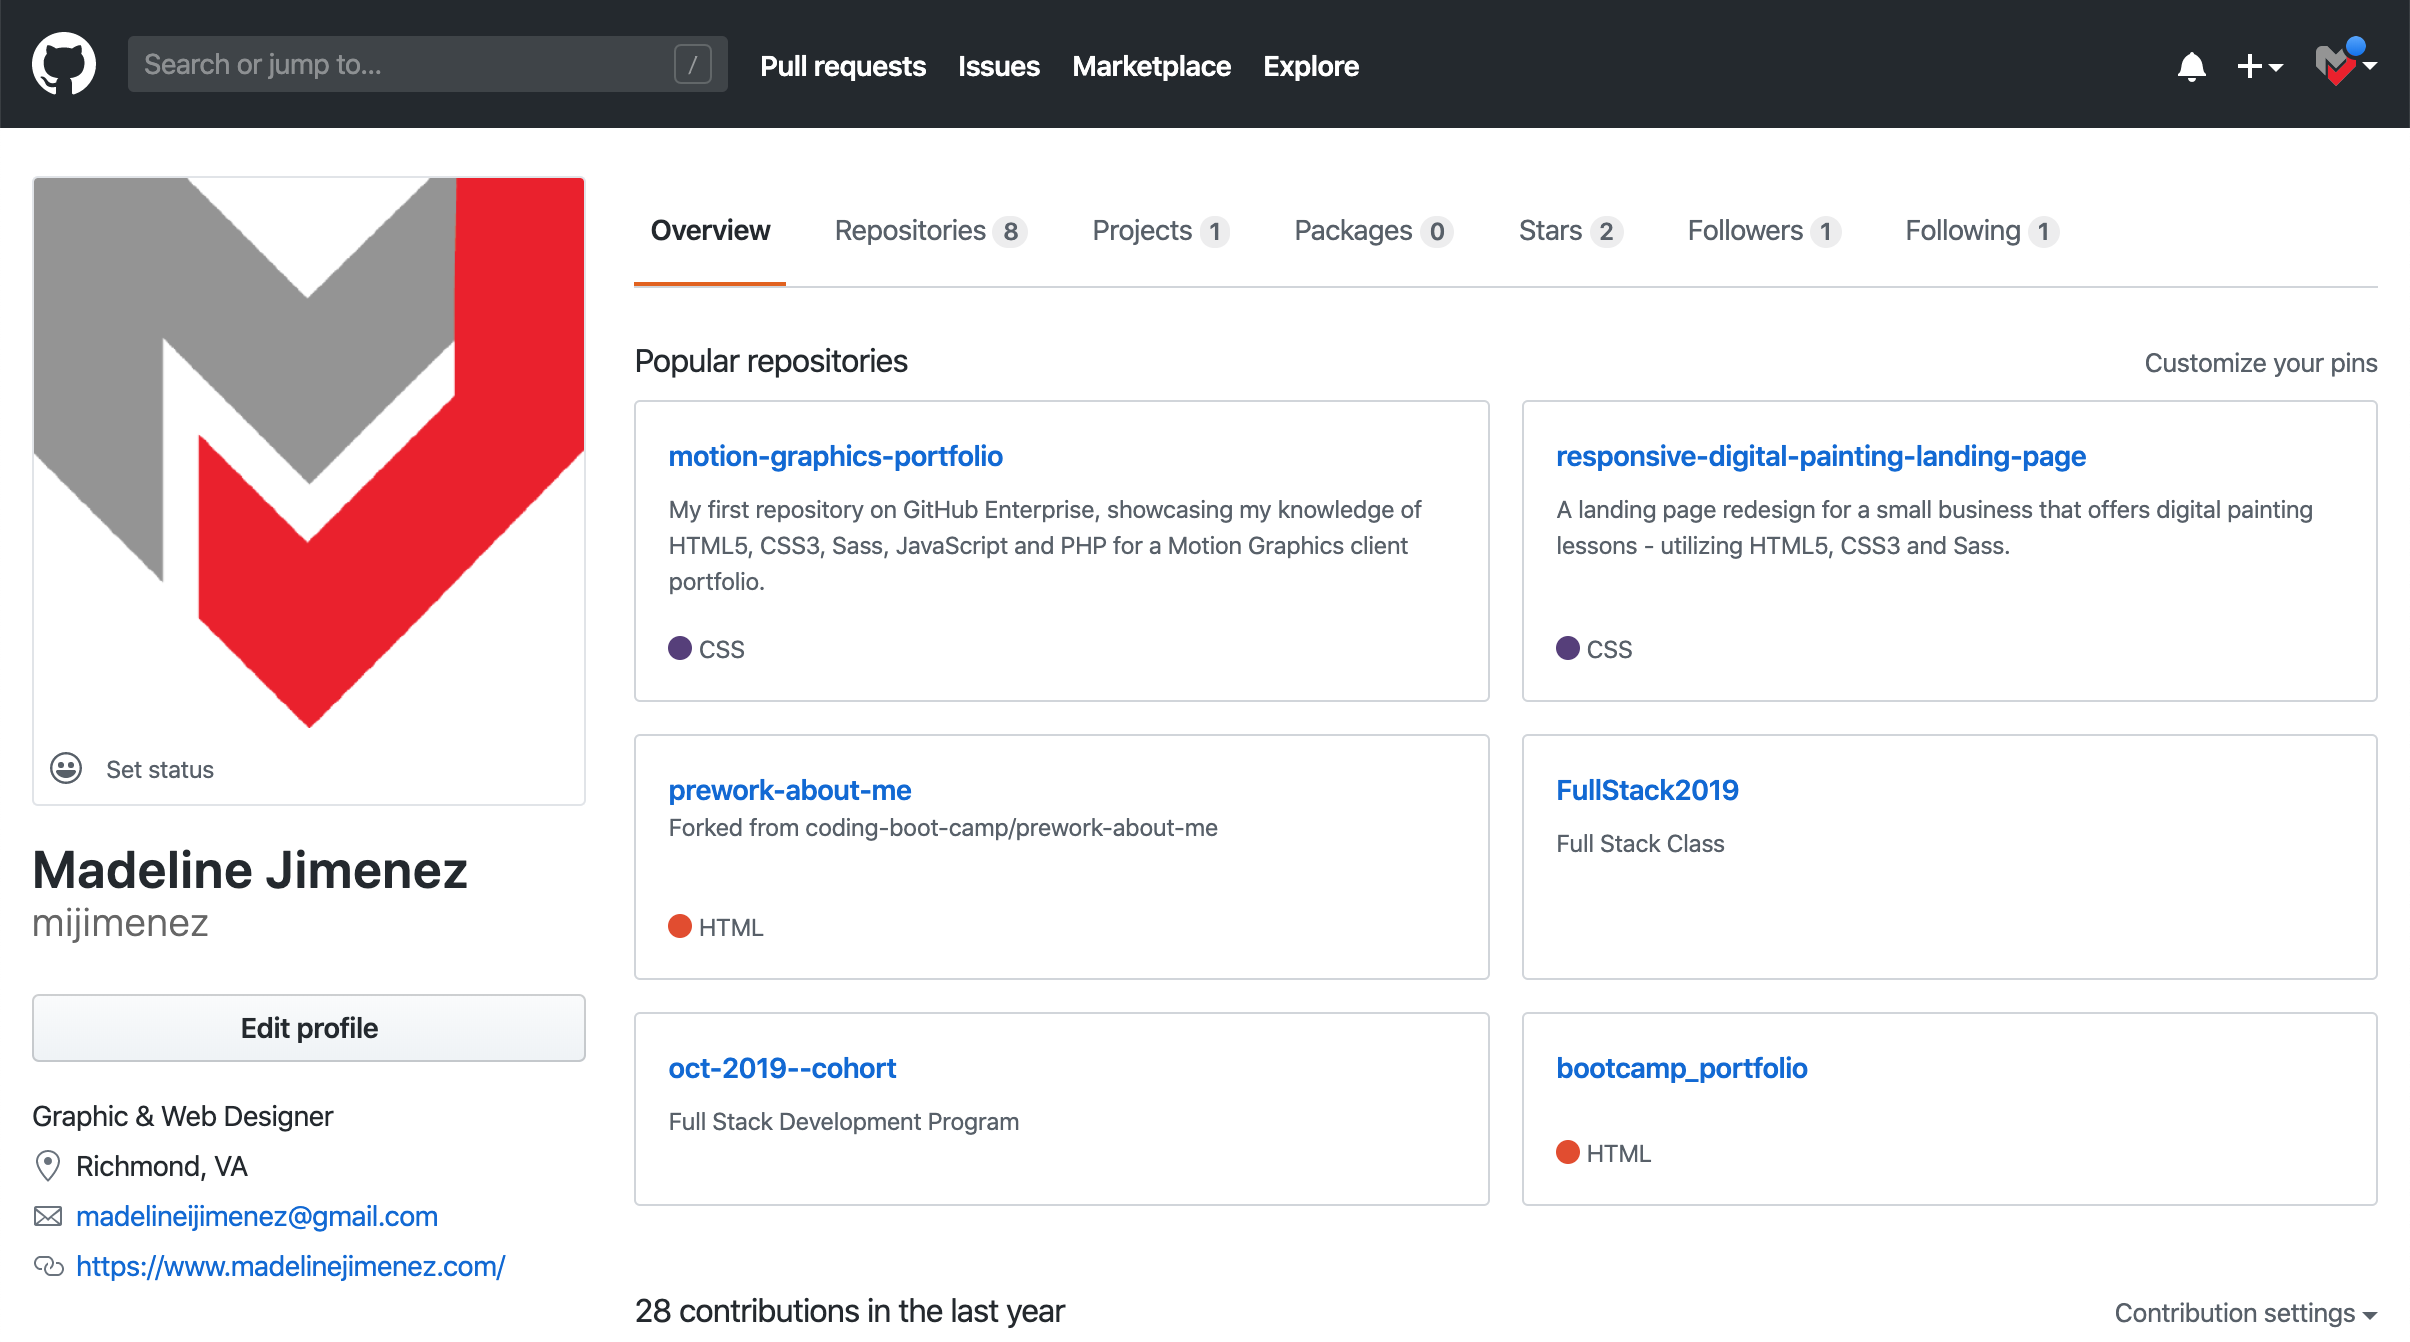 Search or jump to... /
Pull requests Issues Marketplace Explore
Set status
Madeline Jimenez
mijimenez
Edit profile
Graphic & Web Designer
Richmond, VA
madelineijimenez@gmail.com
https://www.madelinejimenez.com/
Overview Repositories 8 Projects 1 Packages 0 Stars 2 Followers 1 Following 1
Popular repositories
Customize your pins
motion-graphics-portfolio
My first repository on GitHub Enterprise, showcasing my knowledge of
HTML5, CSS3, Sass, JavaScript and PHP for a Motion Graphics client
portfolio.
CSS
responsive-digital-painting-landing-page
A landing page redesign for a small business that offers digital painting
lessons - utilizing HTML5, CSS3 and Sass.
CSS
prework-about-me
Forked from coding-boot-camp/prework-about-me
HTML
FullStack2019
Full Stack Class
oct-2019--cohort
Full Stack Development Program
bootcamp_portfolio
HTML
28 contributions in the last year
Contribution settings